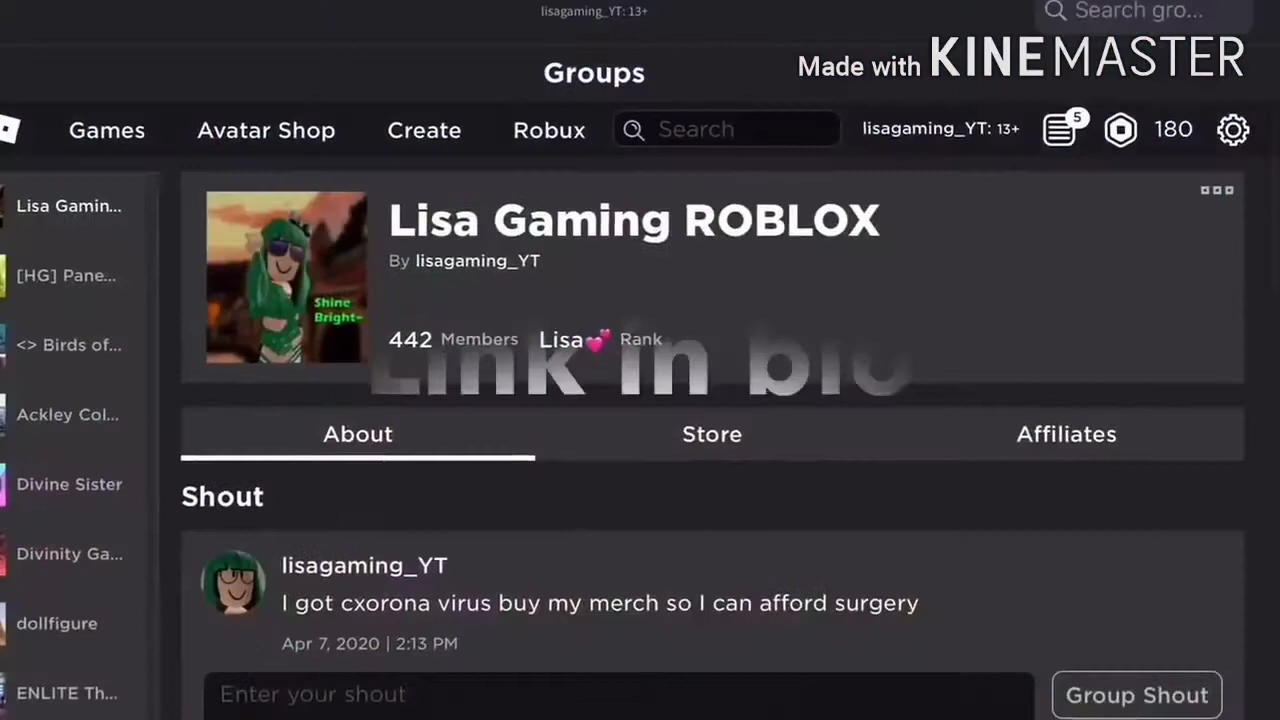 lisagaming_YT: 13+
Search gro...
Made with KINEMASTER
Groups
Games
Avatar Shop
Create
Robux
Search
lisagaming_YT: 13+
5
180
Lisa Gamin...
[HG] Pane...
<> Birds of...
Ackley Col...
Divine Sister
Divinity Ga...
dollfigure
ENLITE Th...
Shine
Bright~
Lisa Gaming ROBLOX
By lisagaming_YT
442 Members
Lisa💕 Rank
Link in bio
About
Store
Affiliates
Shout
lisagaming_YT
I got cxorona virus buy my merch so I can afford surgery
Apr 7, 2020 | 2:13 PM
Enter your shout
Group Shout